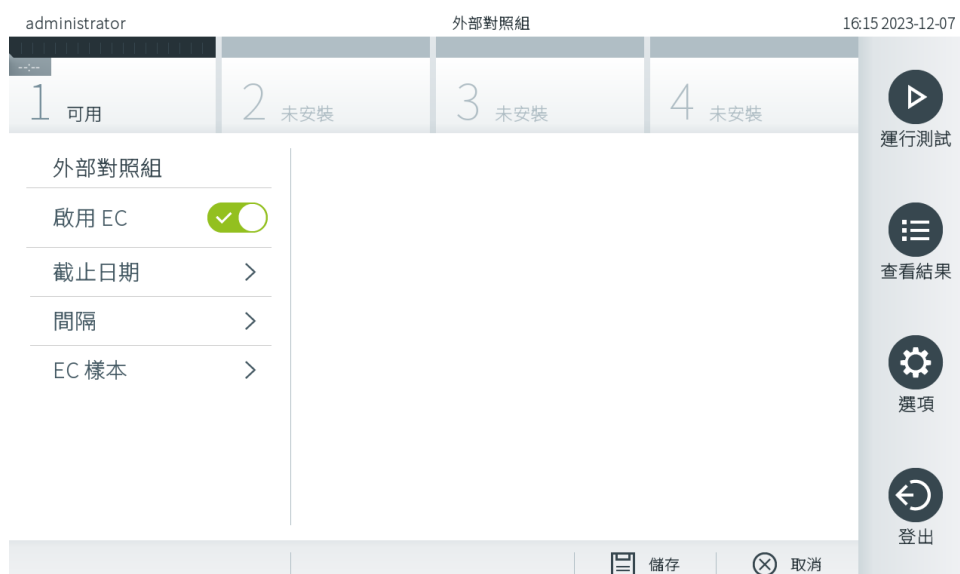 administrator 外部對照組 16:15 2023-12-07
--:--
1 可用 2 未安裝 3 未安裝 4 未安裝
運行測試
外部對照組
啟用 EC
截止日期
查看結果
間隔
EC 樣本
選項
登出
儲存 取消